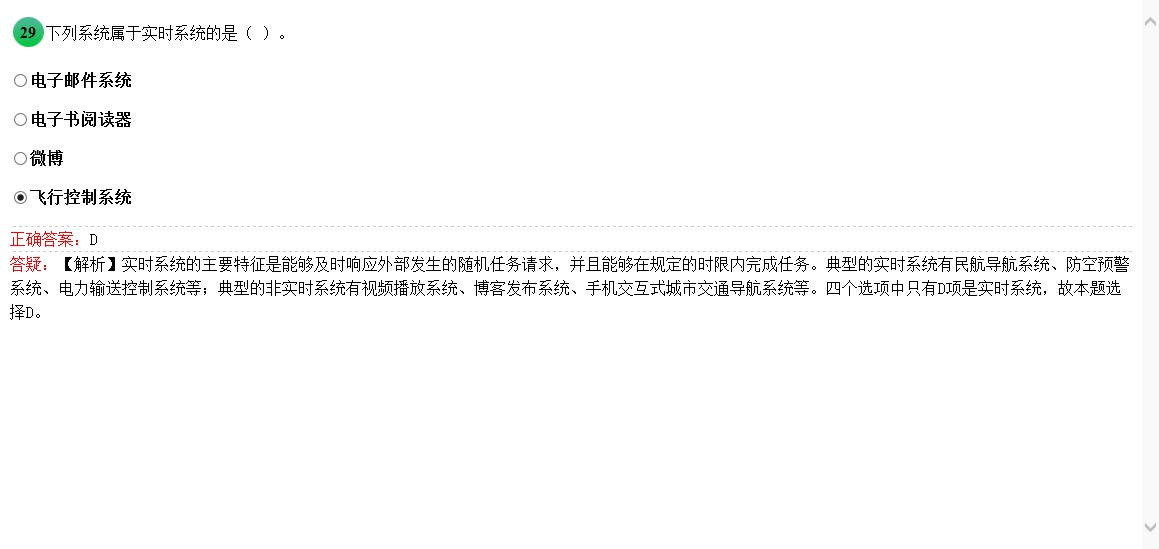 29 下列系统属于实时系统的是（ ）。
电子邮件系统
电子书阅读器
微博
飞行控制系统
正确答案：D
答疑：【解析】实时系统的主要特征是能够及时响应外部发生的随机任务请求，并且能够在规定的时限内完成任务。典型的实时系统有民航导航系统、防空预警
系统、电力输送控制系统等；典型的非实时系统有视频播放系统、博客发布系统、手机交互式城市交通导航系统等。四个选项中只有D项是实时系统，故本题选
择D。